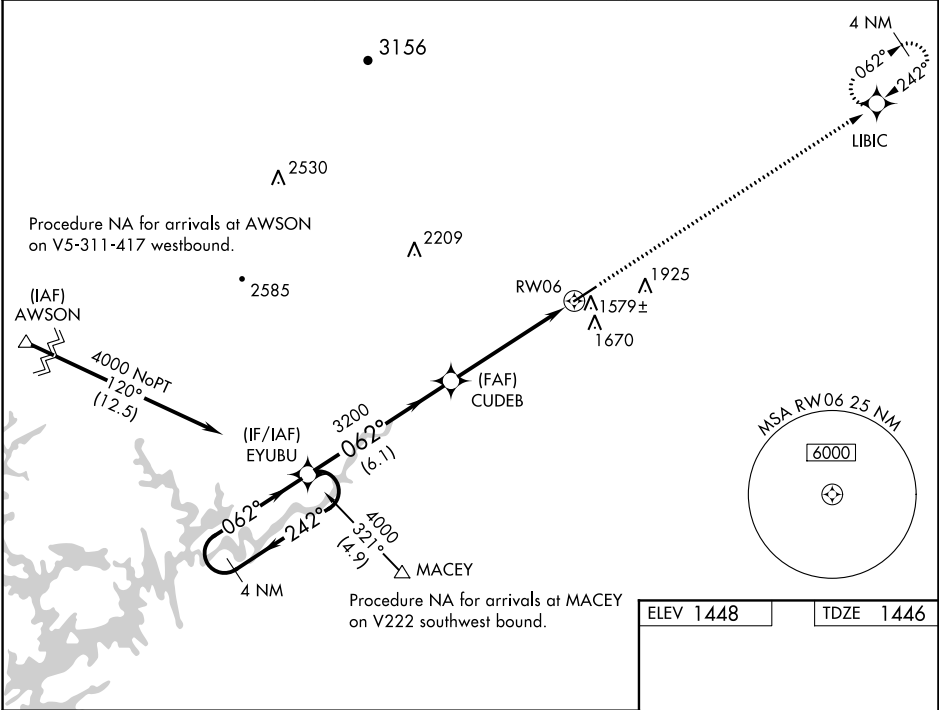 4 NM
062°
242°
LIBIC
3156
2530
Procedure NA for arrivals at AWSON
on V5-311-417 westbound.
2209
2585
1925
RW06
1579±
1670
(IAF)
AWSON
4000 NoPT
120°
(12.5)
(FAF)
CUDEB
3200
062°
(6.1)
(IF/IAF)
EYUBU
062°
242°
4 NM
4000
321°
(4.9)
MACEY
Procedure NA for arrivals at MACEY
on V222 southwest bound.
MSA RW06 25 NM
6000
ELEV 1448
TDZE 1446